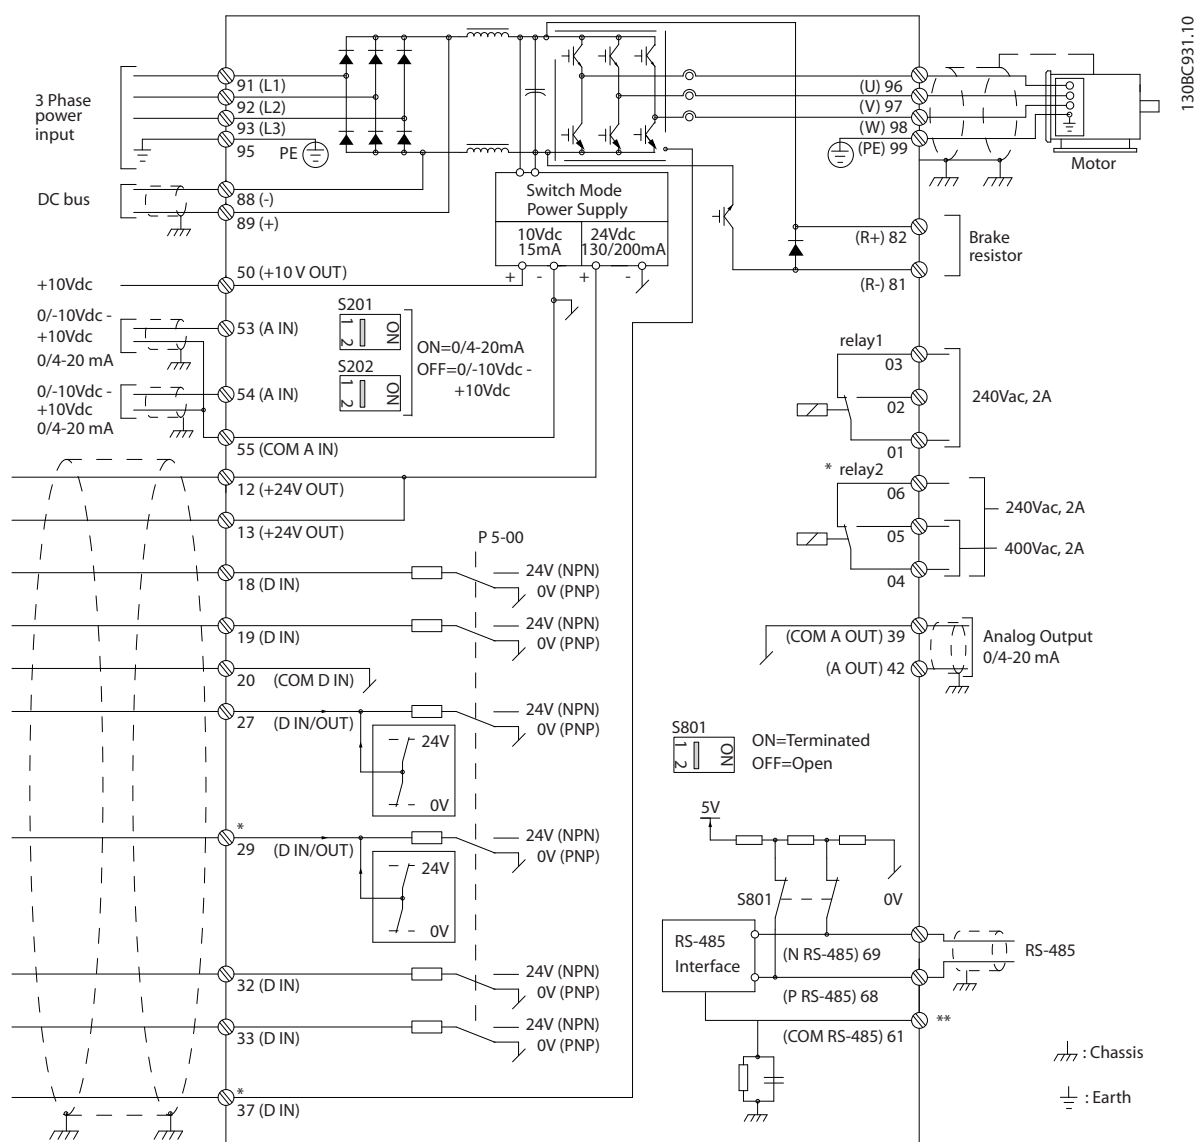 130BC931.10
3 Phase
power
input
91 (L1)
92 (L2)
93 (L3)
95
PE
DC bus
88 (-)
89 (+)
Switch Mode
Power Supply
10Vdc
15mA
24Vdc
130/200mA
+ - + -
(U) 96
(V) 97
(W) 98
(PE) 99
Motor
(R+) 82
Brake
resistor
(R-) 81
+10Vdc
50 (+10 V OUT)
0/-10Vdc -
+10Vdc
0/4-20 mA
53 (A IN)
0/-10Vdc -
+10Vdc
0/4-20 mA
54 (A IN)
55 (COM A IN)
S201
1 2
ON
S202
1 2
ON
ON=0/4-20mA
OFF=0/-10Vdc -
+10Vdc
12 (+24V OUT)
13 (+24V OUT)
P 5-00
18 (D IN)
24V (NPN)
0V (PNP)
19 (D IN)
24V (NPN)
0V (PNP)
20 (COM D IN)
27 (D IN/OUT)
24V (NPN)
0V (PNP)
24V
0V
*
29 (D IN/OUT)
24V (NPN)
0V (PNP)
24V
0V
32 (D IN)
24V (NPN)
0V (PNP)
33 (D IN)
24V (NPN)
0V (PNP)
*
37 (D IN)
relay1
03
02
01
240Vac, 2A
* relay2
06
05
04
240Vac, 2A
400Vac, 2A
(COM A OUT) 39
(A OUT) 42
Analog Output
0/4-20 mA
S801
1 2
ON
ON=Terminated
OFF=Open
5V
S801
0V
RS-485
Interface
(N RS-485) 69
(P RS-485) 68
(COM RS-485) 61
RS-485
**
: Chassis
: Earth